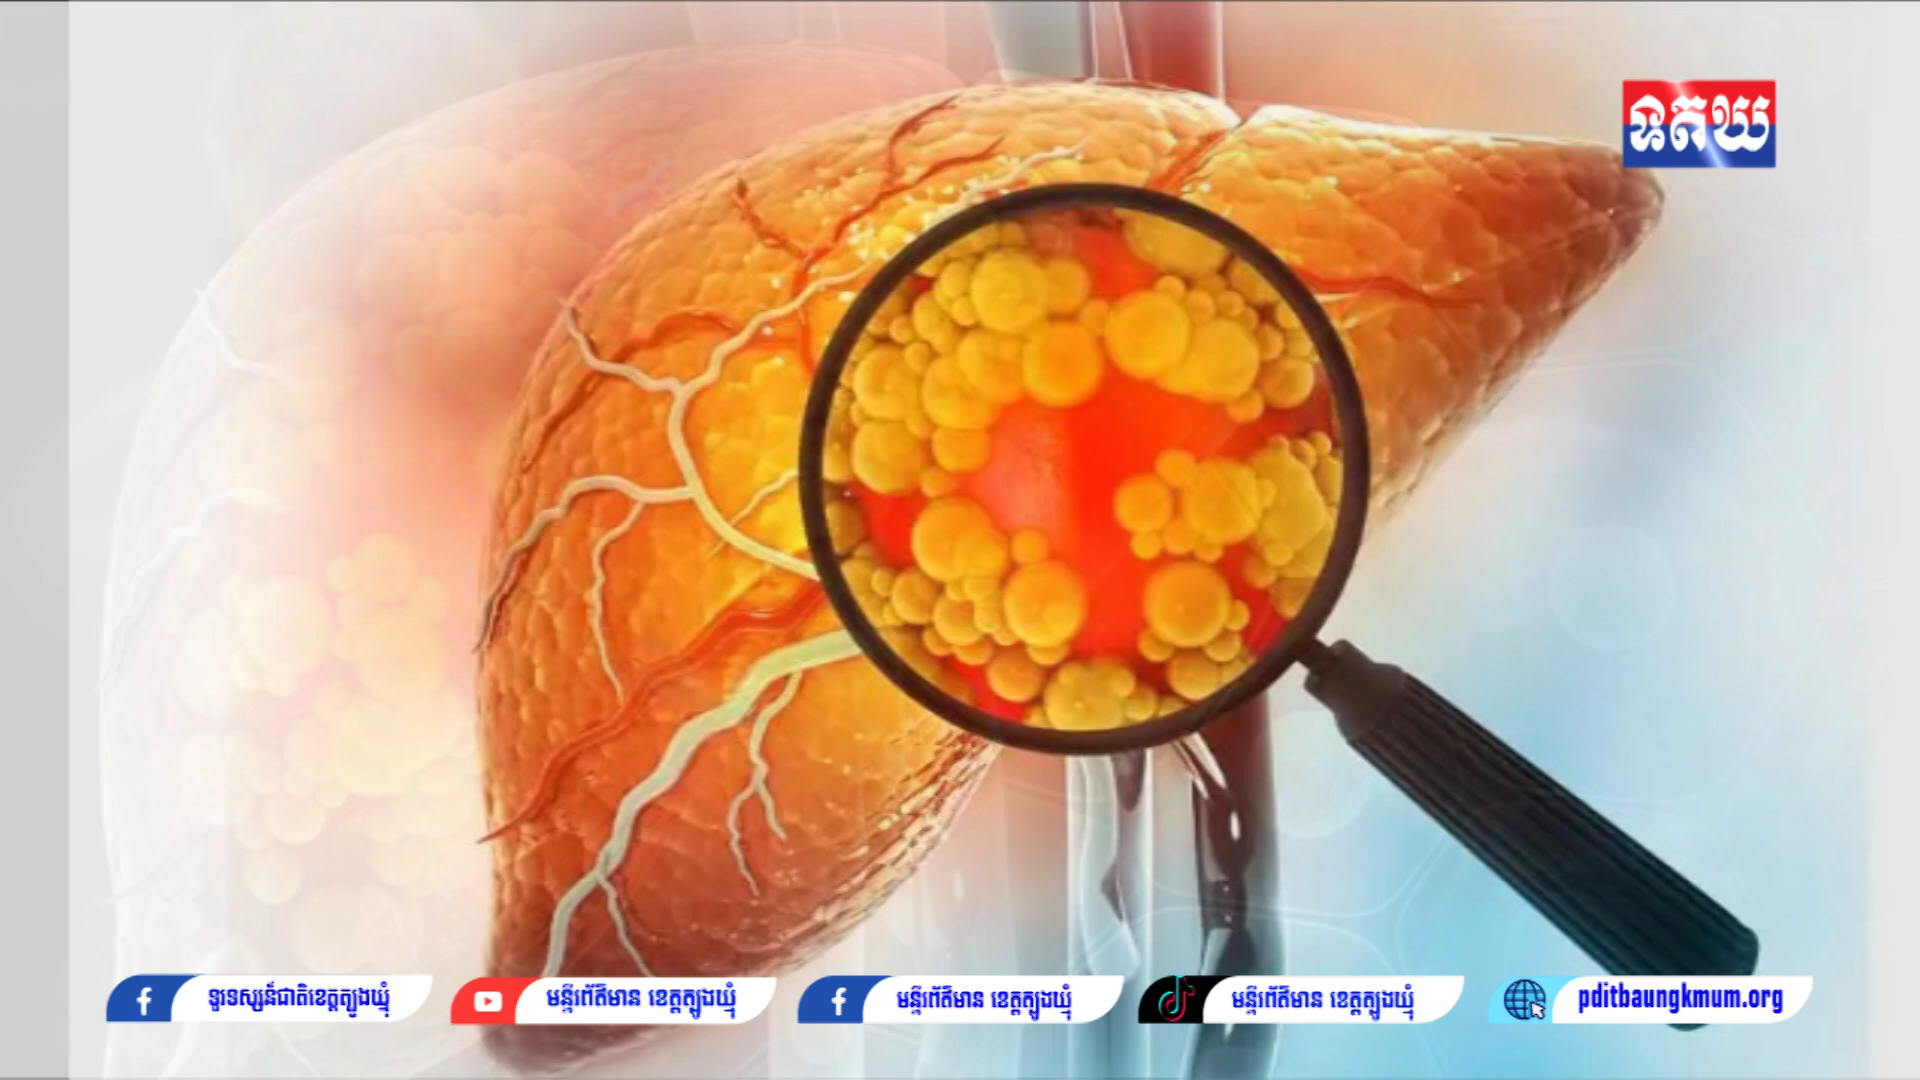 ទតឃ
ទូរទស្សន៍ជាតិខេត្តត្បូងឃ្មុំ
មន្ទីរព័ត៌មាន ខេត្តត្បូងឃ្មុំ
មន្ទីរព័ត៌មាន ខេត្តត្បូងឃ្មុំ
មន្ទីរព័ត៌មាន ខេត្តត្បូងឃ្មុំ
pditbaungkmum.org